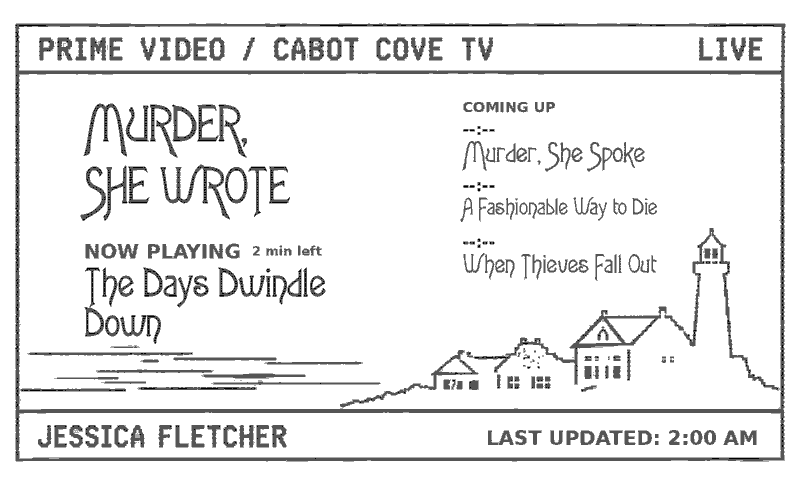 PRIME VIDEO / CABOT COVE TV
LIVE
MURDER,
SHE WROTE
NOW PLAYING 2 min left
The Days Dwindle
Down
COMING UP
--:--
Murder, She Spoke
--:--
A Fashionable Way to Die
--:--
When Thieves Fall Out
JESSICA FLETCHER
LAST UPDATED: 2:00 AM